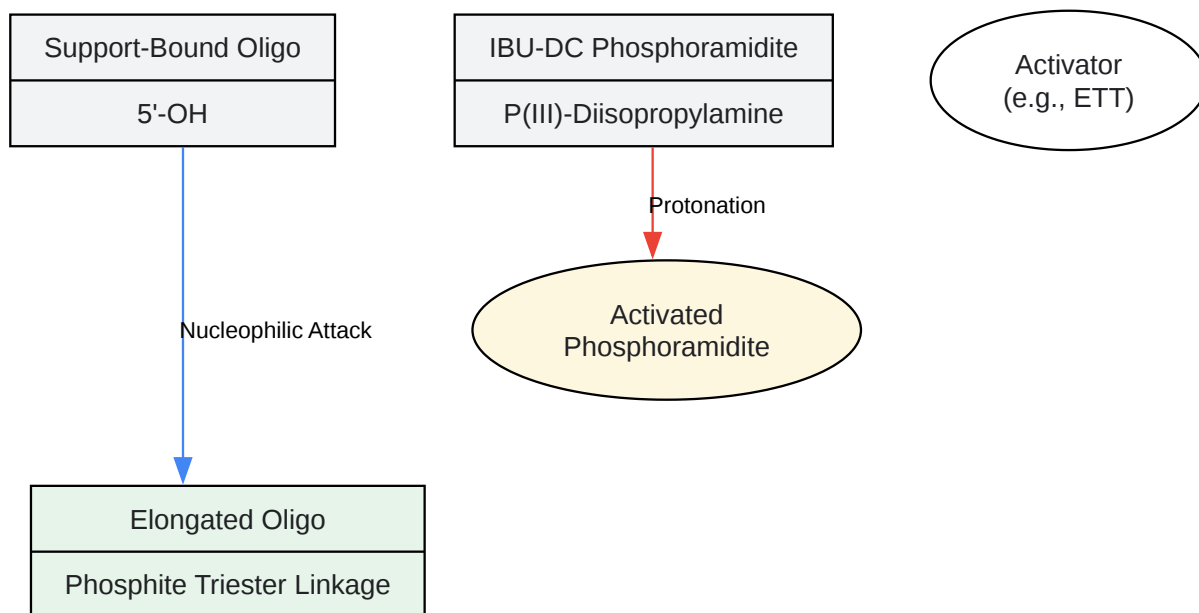 Support-Bound Oligo
5'-OH
IBU-DC Phosphoramidite
P(III)-Diisopropylamine
Activator
(e.g., ETT)
Protonation
Nucleophilic Attack
Activated
Phosphoramidite
Elongated Oligo
Phosphite Triester Linkage